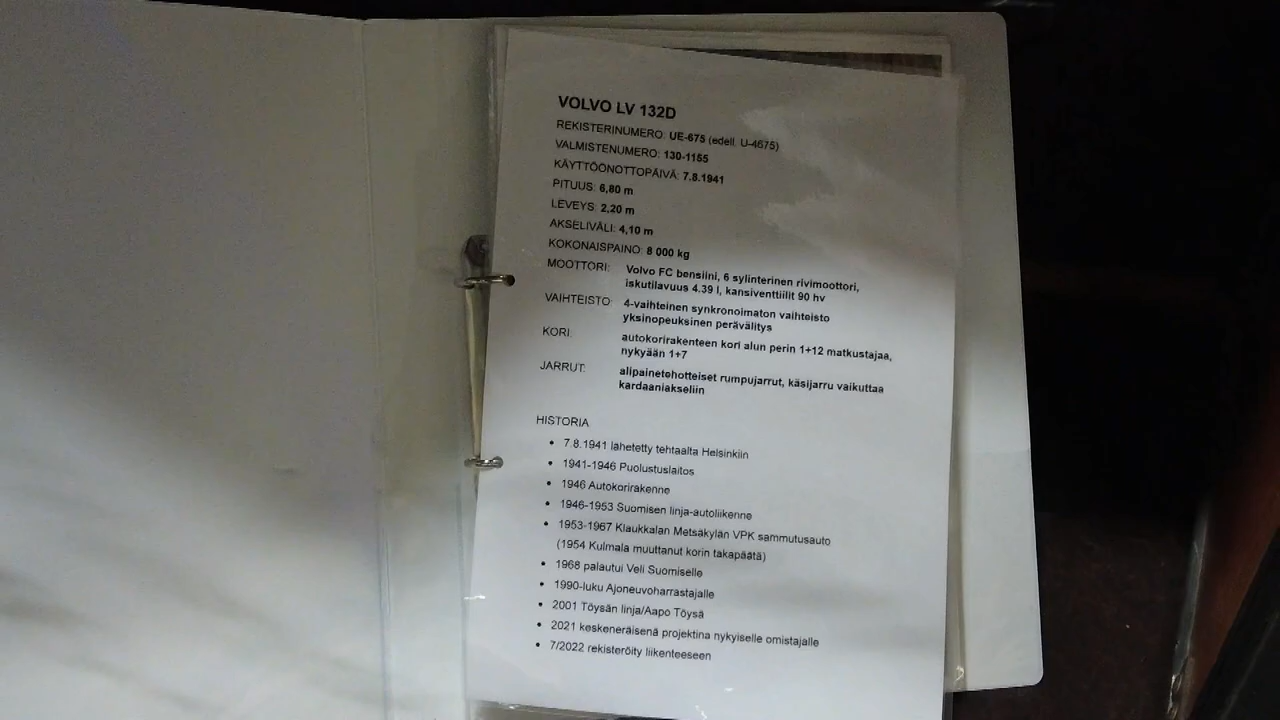 VOLVO LV 132D
REKISTERINUMERO: UE-675 (edell. U-4675)
VALMISTENUMERO: 130-1155
KÄYTTÖÖNOTTOPÄIVÄ: 7.8.1941
PITUUS: 6,80 m
LEVEYS: 2,20 m
AKSELIVÄLI: 4,10 m
KOKONAISPAINO: 8 000 kg
MOOTTORI: Volvo FC bensiini, 6 sylinterinen rivimoottori,
iskutilavuus 4.39 l, kansiventtiilit 90 hv
VAIHTEISTO: 4-vaihteinen synkronoimaton vaihteisto
yksinopeuksinen perävälitys
KORI: autokorirakenteen kori alun perin 1+12 matkustajaa,
nykyään 1+7
JARRUT: alipainetehotteiset rumpujarrut, käsijarru vaikuttaa
kardaaniakseliin
HISTORIA
• 7.8.1941 lähetetty tehtaalta Helsinkiin
• 1941-1946 Puolustuslaitos
• 1946 Autokorirakenne
• 1946-1953 Suomisen linja-autoliikenne
• 1953-1967 Klaukkalan Metsäkylän VPK sammutusauto
(1954 Kulmala muuttanut korin takapäätä)
• 1968 palautui Veli Suomiselle
• 1990-luku Ajoneuvoharrastajalle
• 2001 Töysän linja/Aapo Töysä
• 2021 keskeneräisenä projektina nykyiselle omistajalle
• 7/2022 rekisteröity liikenteeseen